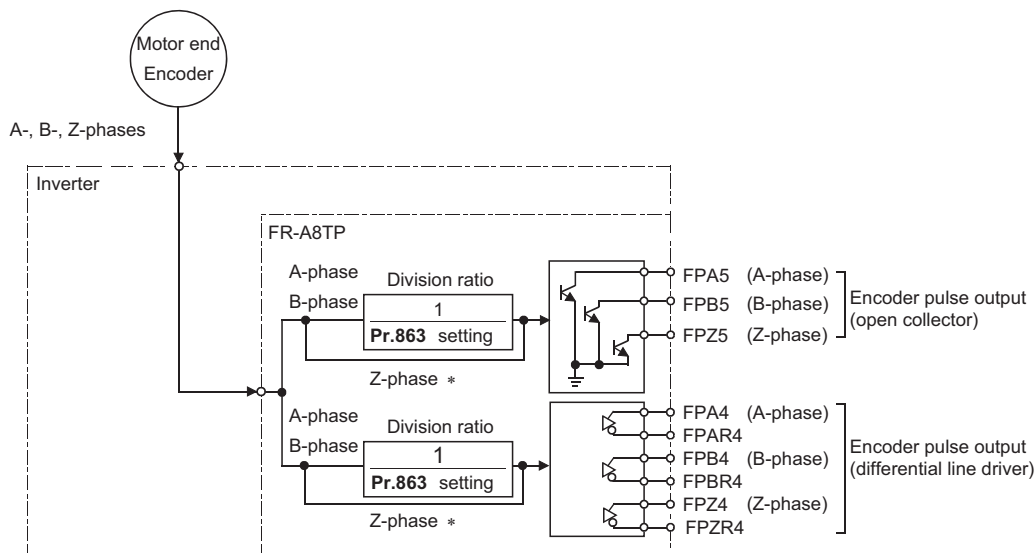 Motor end
Encoder
A-, B-, Z-phases
Inverter
FR-A8TP
A-phase
B-phase
Division ratio
1
Pr.863 setting
Z-phase *
FPA5 (A-phase)
FPB5 (B-phase)
FPZ5 (Z-phase)
Encoder pulse output
(open collector)
A-phase
B-phase
Division ratio
1
Pr.863 setting
Z-phase *
FPA4 (A-phase)
FPAR4
FPB4 (B-phase)
FPBR4
FPZ4 (Z-phase)
FPZR4
Encoder pulse output
(differential line driver)